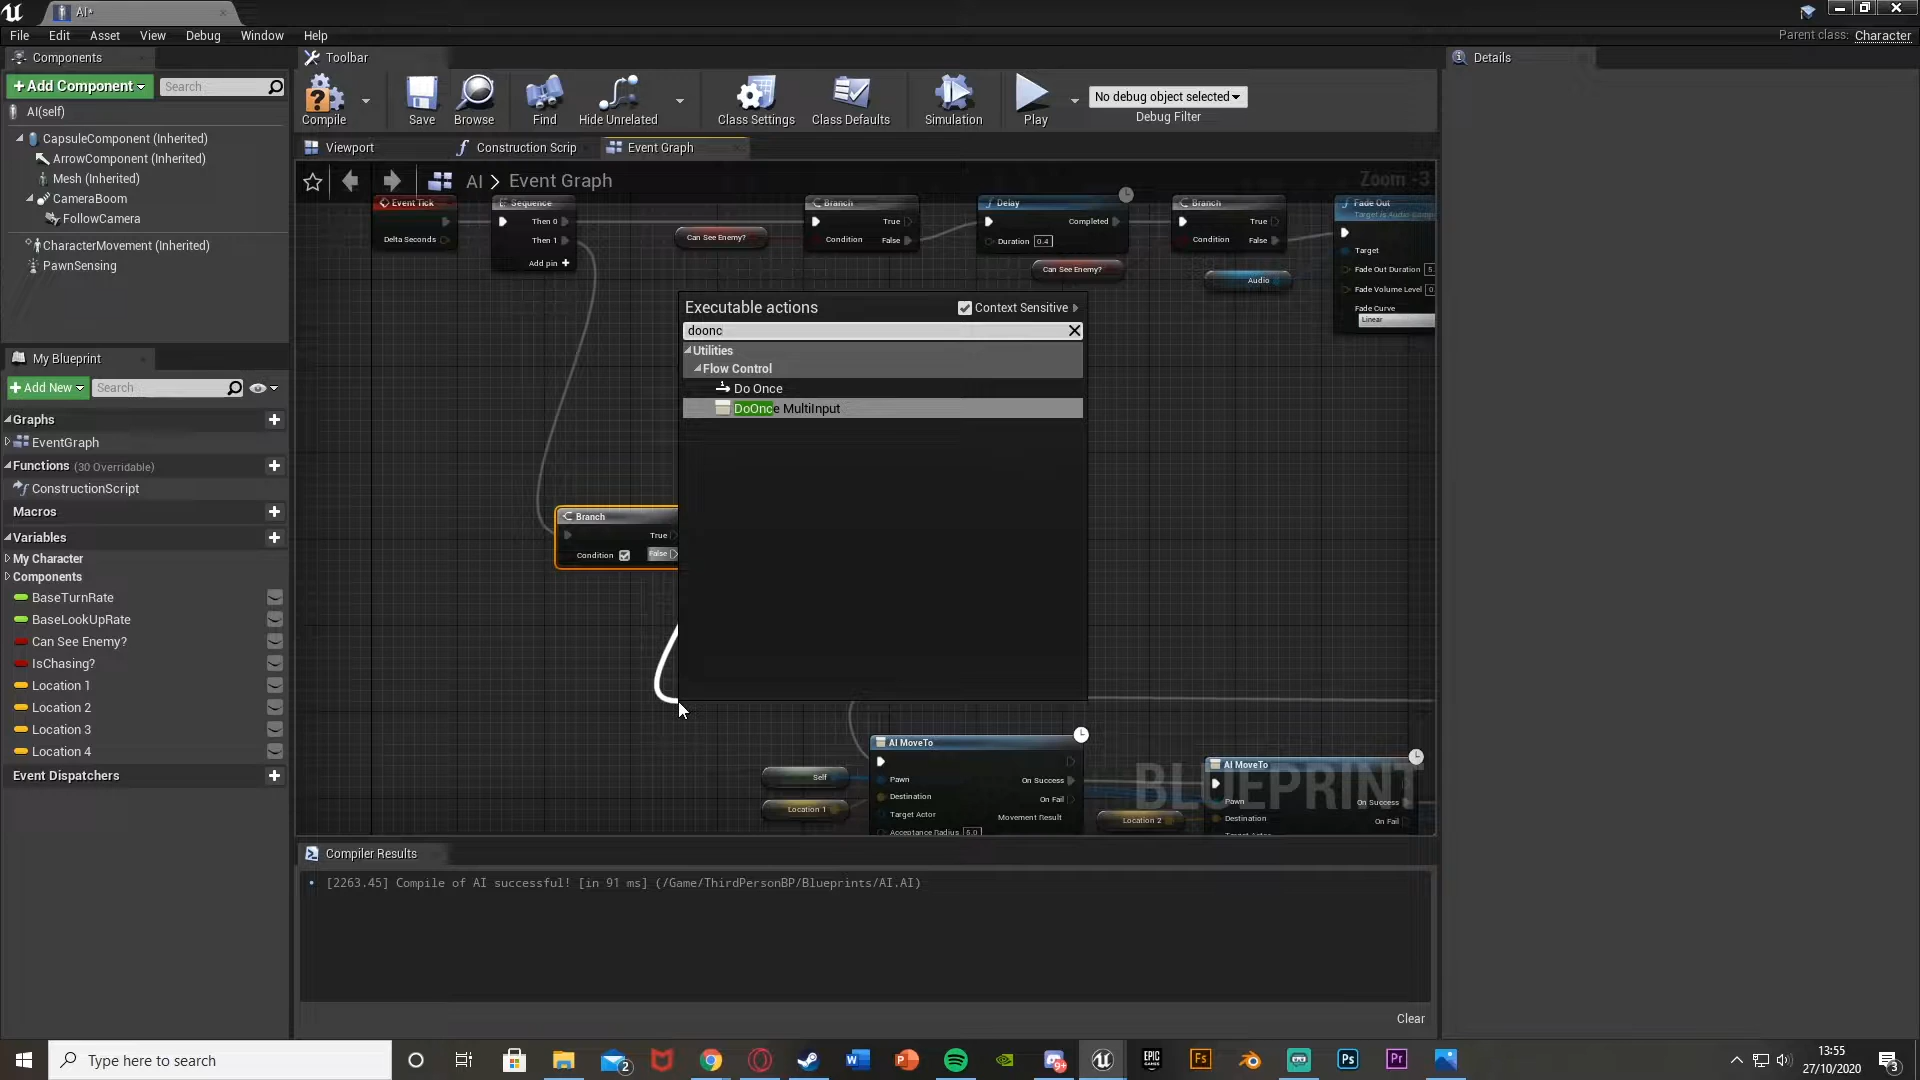 AI*
File Edit Asset View Debug Window Help
Parent class: Character
Components
Toolbar
Details
Add Component
Search
AI(self)
CapsuleComponent (Inherited)
ArrowComponent (Inherited)
Mesh (Inherited)
CameraBoom
FollowCamera
CharacterMovement (Inherited)
PawnSensing
Compile
Save
Browse
Find
Hide Unrelated
Class Settings
Class Defaults
Simulation
Play
No debug object selected
Debug Filter
Viewport
Construction Scrip
Event Graph
AI > Event Graph
Zoom -3
Event Tick
Delta Seconds
Sequence
Then 0
Then 1
Add pin
Can See Enemy?
Branch
True
Condition
False
Delay
Completed
Duration 0.4
Can See Enemy?
Branch
True
Condition
False
Audio
Fade Out
Target is Audio Comp
Target
Fade Out Duration 5
Fade Volume Level 0
Fade Curve
Linear
Executable actions
Context Sensitive
doonc
Utilities
Flow Control
Do Once
DoOnce MultiInput
Branch
True
Condition
False
AI MoveTo
Pawn
On Success
Destination
On Fail
Target Actor
Movement Result
Acceptance Radius 5.0
Self
Location 1
AI MoveTo
Pawn
On Success
Destination
On Fail
Location 2
BLUEPRINT
My Blueprint
Add New
Search
Graphs
EventGraph
Functions (30 Overridable)
ConstructionScript
Macros
Variables
My Character
Components
BaseTurnRate
BaseLookUpRate
Can See Enemy?
IsChasing?
Location 1
Location 2
Location 3
Location 4
Event Dispatchers
Compiler Results
[2263.45] Compile of AI successful! [in 91 ms] (/Game/ThirdPersonBP/Blueprints/AI.AI)
Clear
Type here to search
13:55
27/10/2020